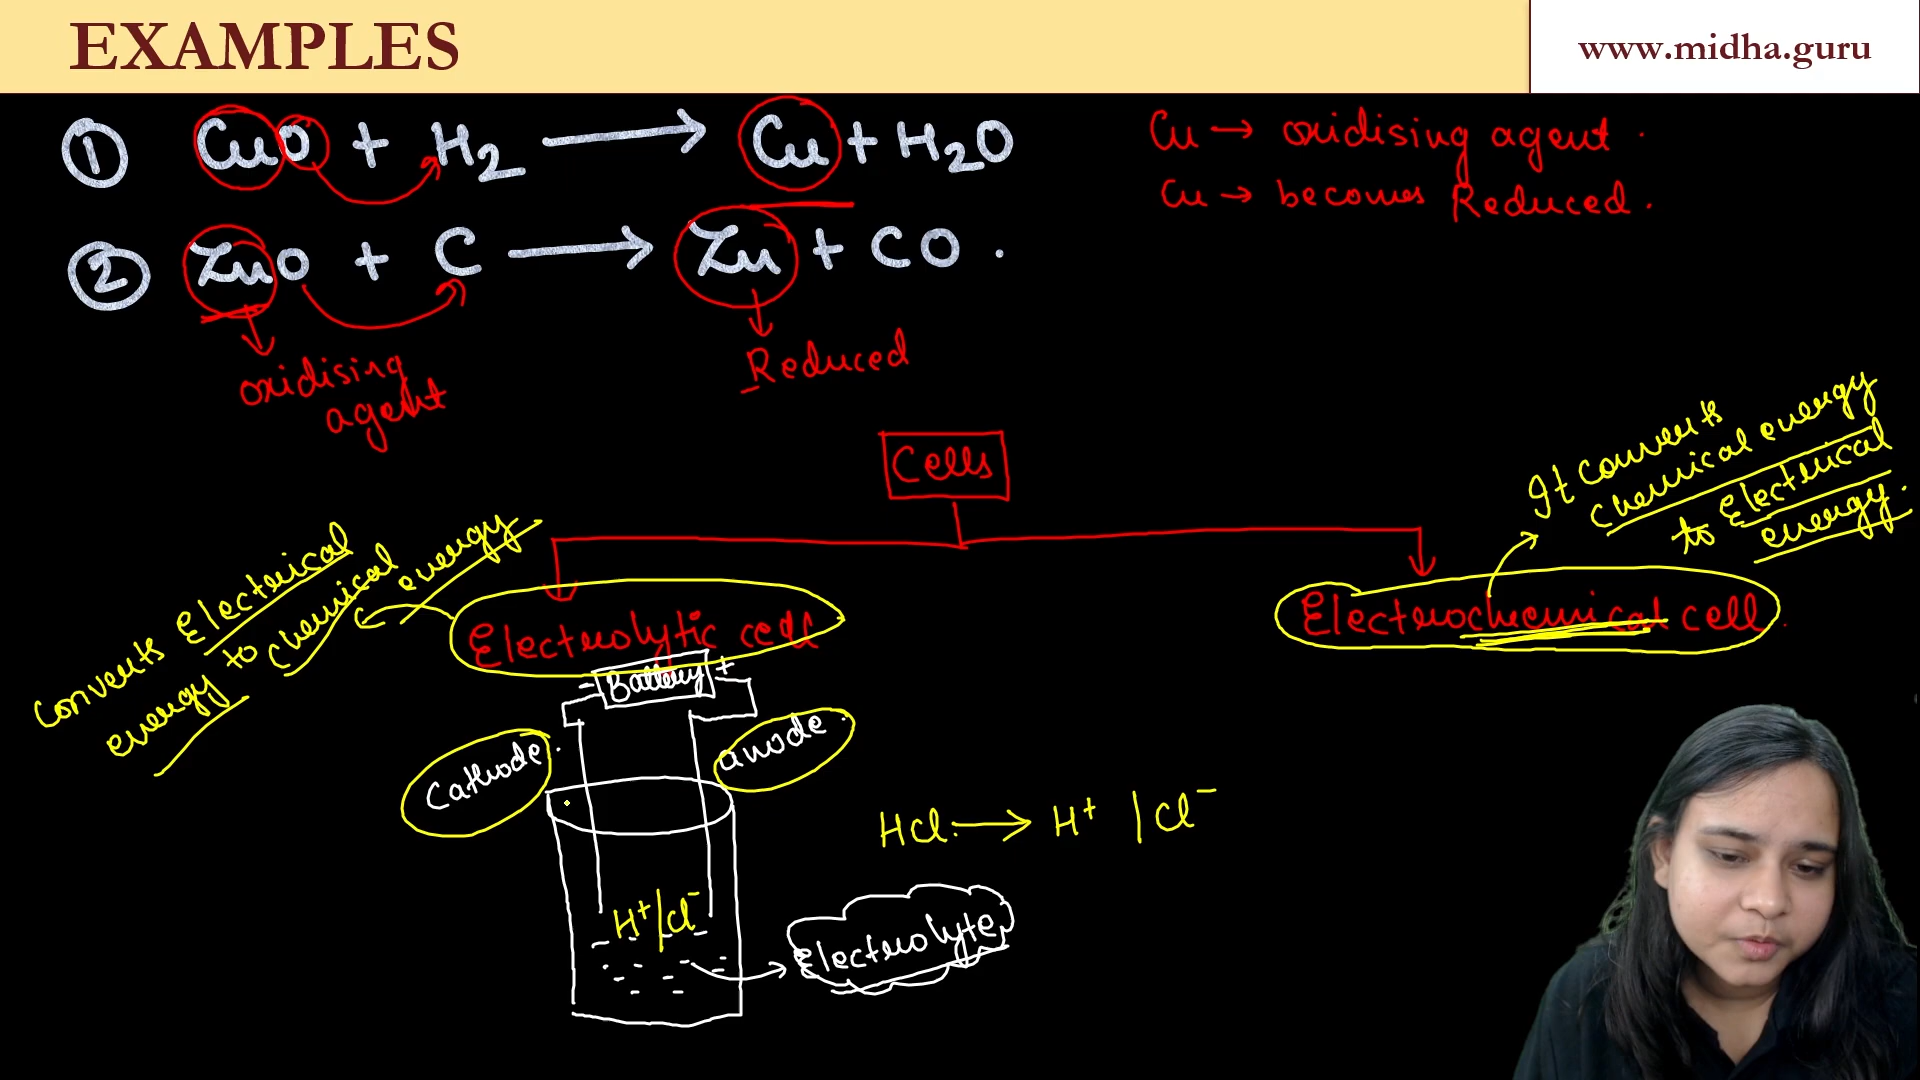 EXAMPLES
www.midha.guru
① CuO + H2 → Cu + H2O
Cu → oxidising agent.
Cu → becomes Reduced.
② ZnO + C → Zn + CO.
oxidising
agent
Reduced
Cells
It converts
chemical energy
to Electrical
energy.
converts Electrical
energy to chemical energy
Electrolytic cell
Electrochemical cell.
- Battery +
cathode.
anode.
HCl. → H+ / Cl-
H+/Cl-
Electrolyte